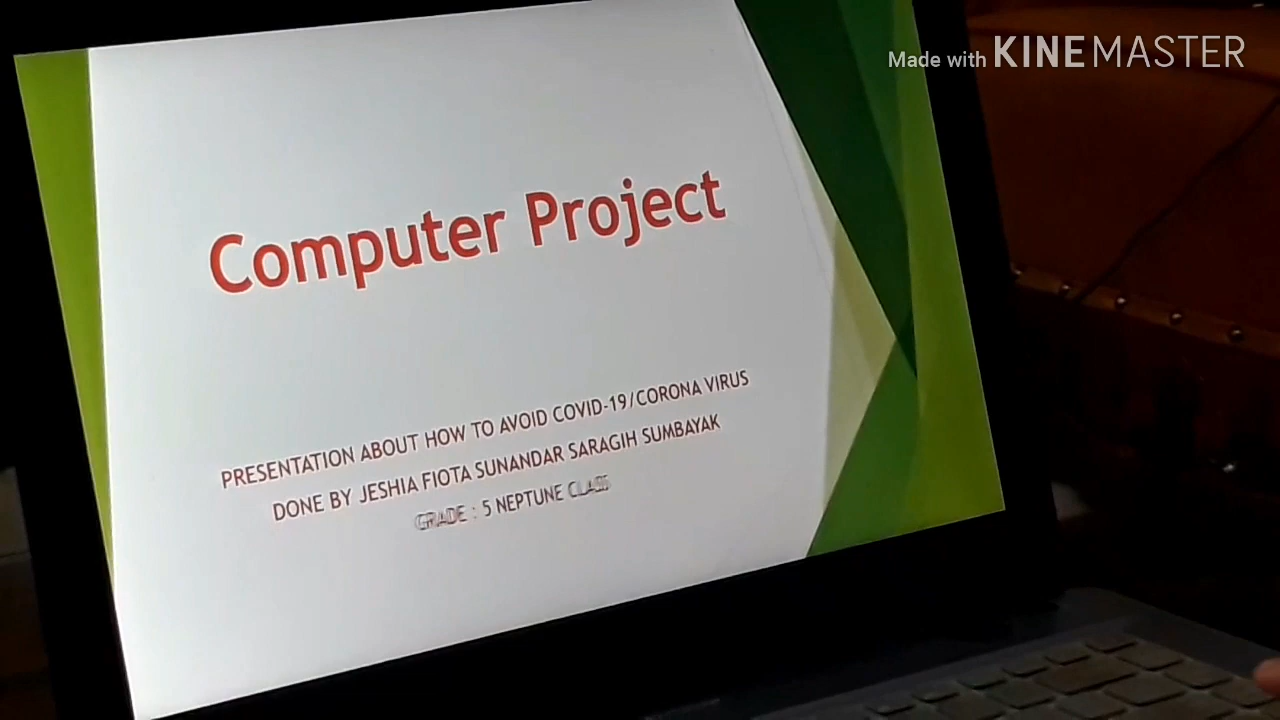 Made with KINEMASTER
Computer Project
PRESENTATION ABOUT HOW TO AVOID COVID-19/CORONA VIRUS
DONE BY JESHIA FIOTA SUNANDAR SARAGIH SUMBAYAK
GRADE : 5 NEPTUNE CLASS